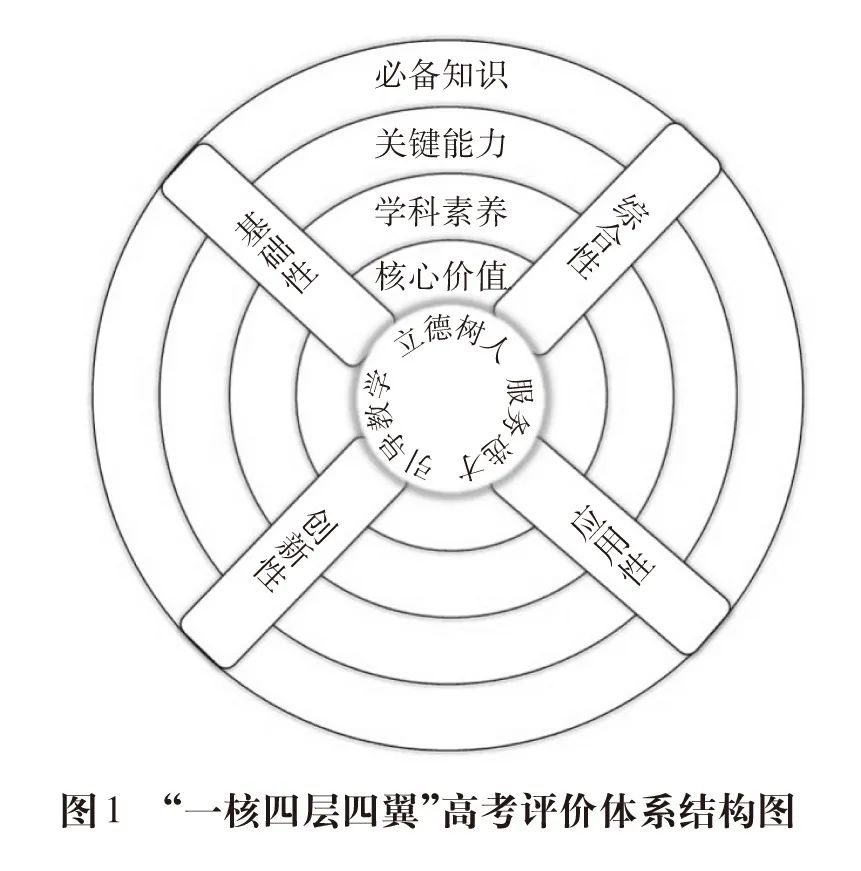 必备知识
关键能力
学科素养
核心价值
基础性
综合性
立德树人
服务选才
引导教学
创新性
应用性
图1 “一核四层四翼”高考评价体系结构图